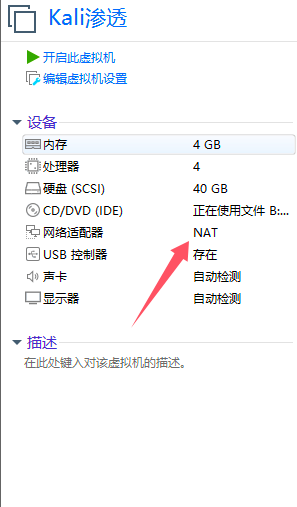 Kali渗透
开启此虚拟机
编辑虚拟机设置
设备
内存 4 GB
处理器 4
硬盘 (SCSI) 40 GB
CD/DVD (IDE) 正在使用文件 B:...
网络适配器 NAT
USB 控制器 存在
声卡 自动检测
显示器 自动检测
描述
在此处键入对该虚拟机的描述。